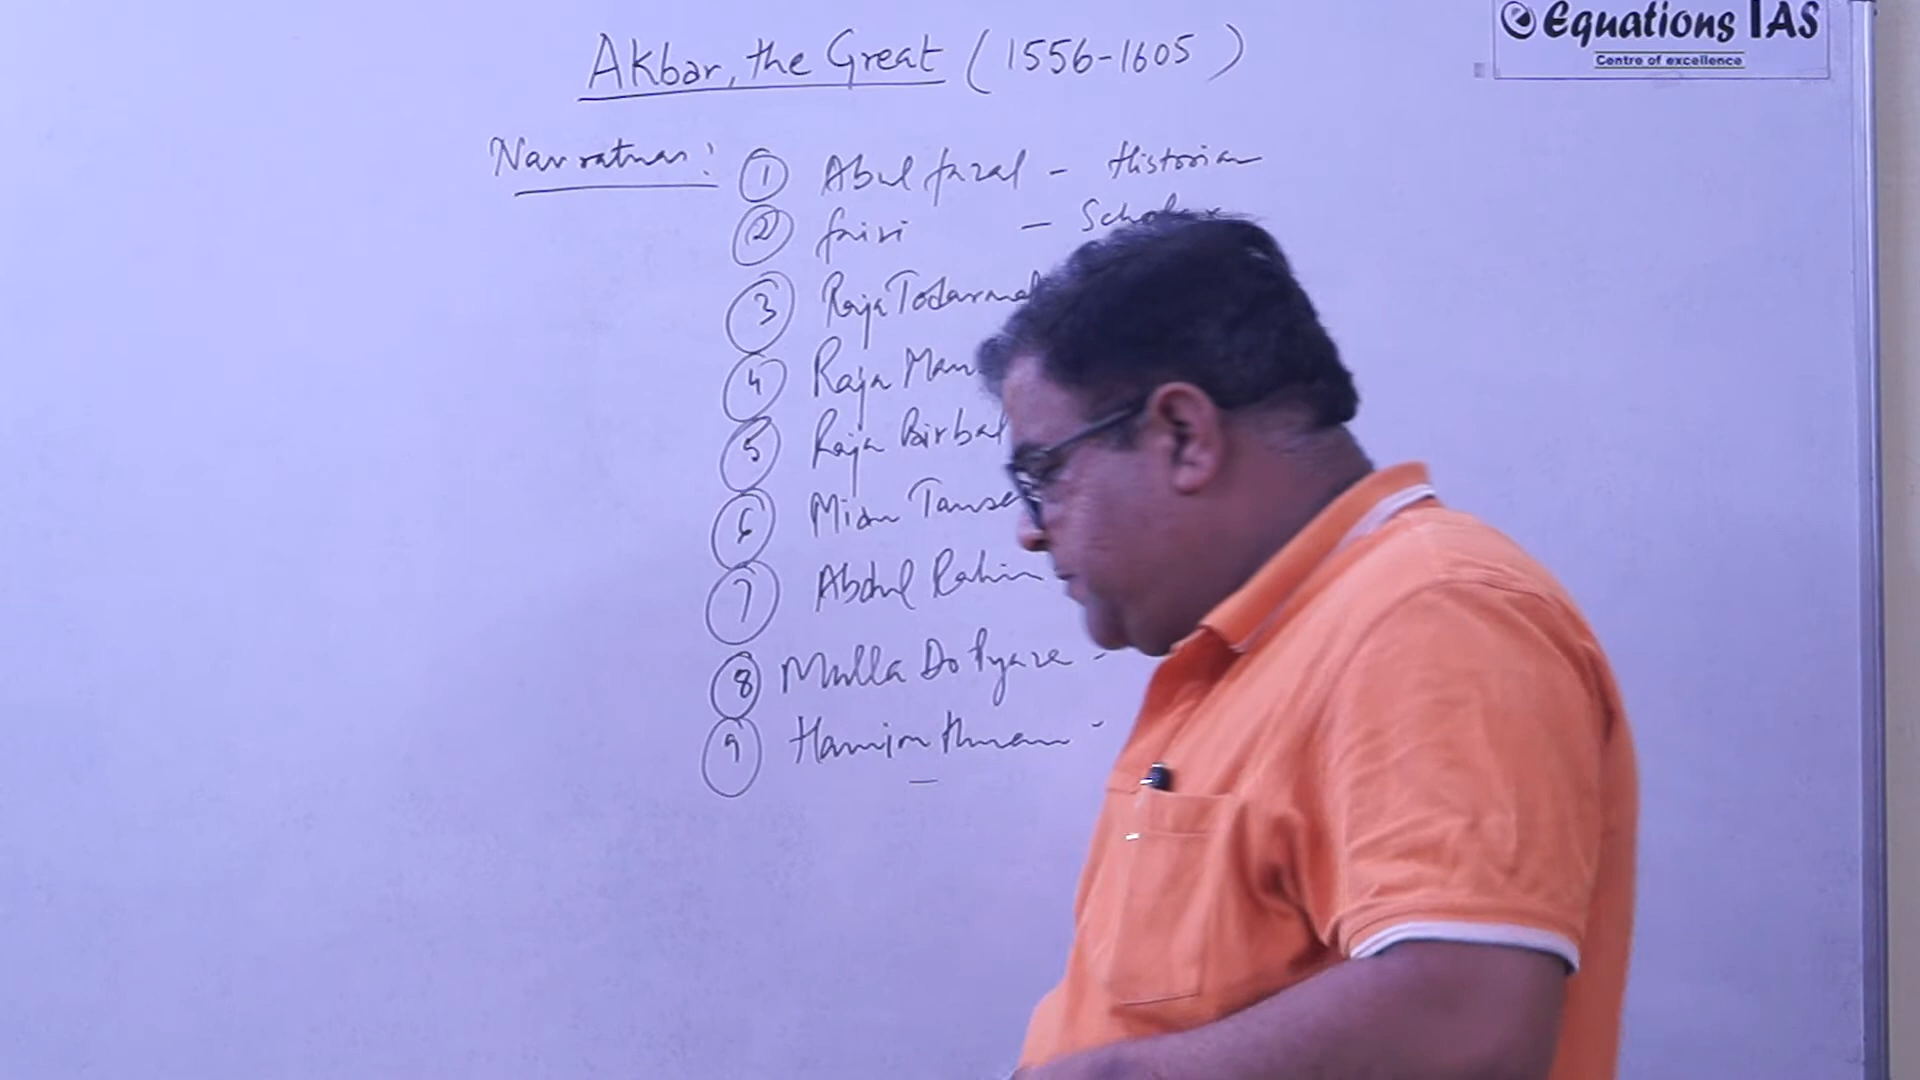 Akbar, the Great (1556-1605)
Equations IAS
Centre of excellence
Navratnas:
① Abul fazal - Historian
② faizi - Scholar
③ Raja Todarmal
④ Raja Man
⑤ Raja Birbal
⑥ Mian Tanse
⑦ Abdul Rahim
⑧ Mulla Do Pyaza -
⑨ Hamim Humam -